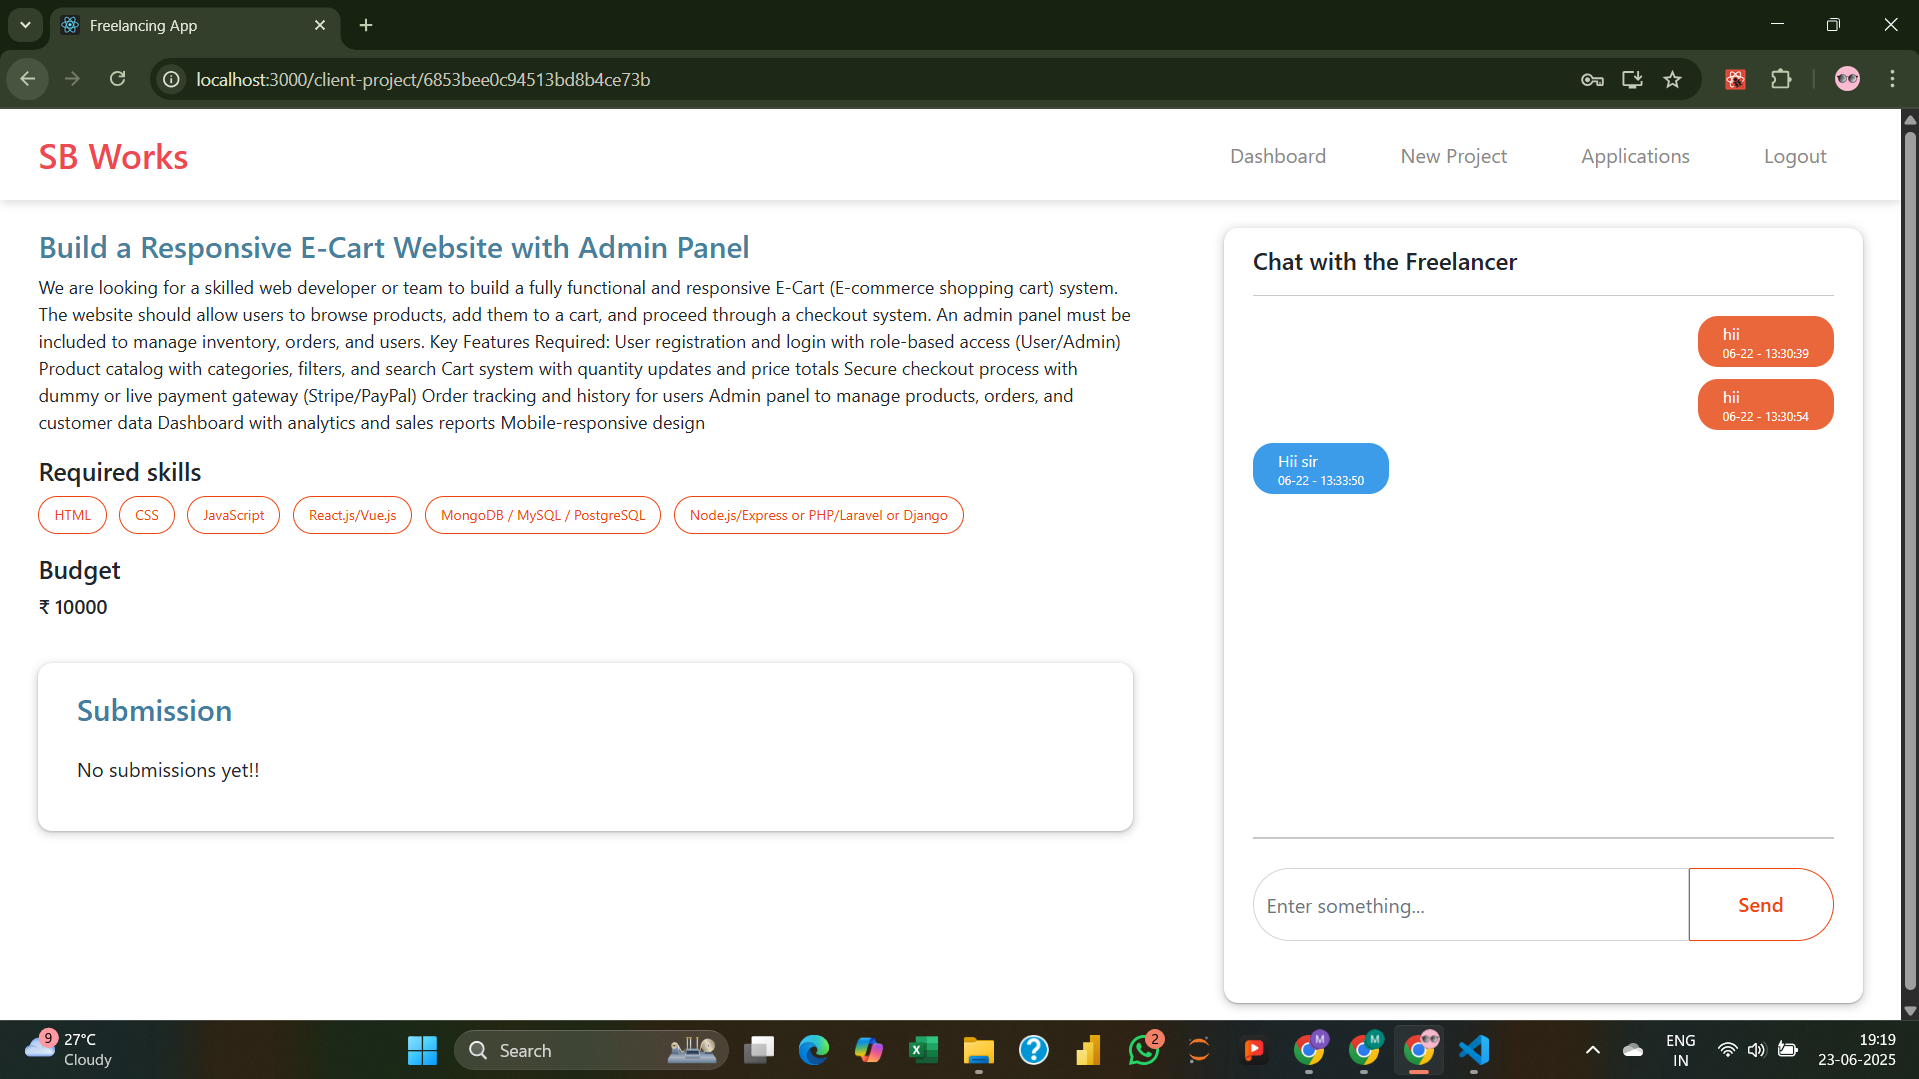 Freelancing App
localhost:3000/client-project/6853bee0c94513bd8b4ce73b
SB Works
Dashboard
New Project
Applications
Logout
Build a Responsive E-Cart Website with Admin Panel
We are looking for a skilled web developer or team to build a fully functional and responsive E-Cart (E-commerce shopping cart) system.
The website should allow users to browse products, add them to a cart, and proceed through a checkout system. An admin panel must be
included to manage inventory, orders, and users. Key Features Required: User registration and login with role-based access (User/Admin)
Product catalog with categories, filters, and search Cart system with quantity updates and price totals Secure checkout process with
dummy or live payment gateway (Stripe/PayPal) Order tracking and history for users Admin panel to manage products, orders, and
customer data Dashboard with analytics and sales reports Mobile-responsive design
Required skills
HTML
CSS
JavaScript
React.js/Vue.js
MongoDB / MySQL / PostgreSQL
Node.js/Express or PHP/Laravel or Django
Budget
₹ 10000
Submission
No submissions yet!!
Chat with the Freelancer
hii
06-22 - 13:30:39
hii
06-22 - 13:30:54
Hii sir
06-22 - 13:33:50
Enter something...
Send
9
27°C
Cloudy
Search
2
M
M
ENG
IN
19:19
23-06-2025